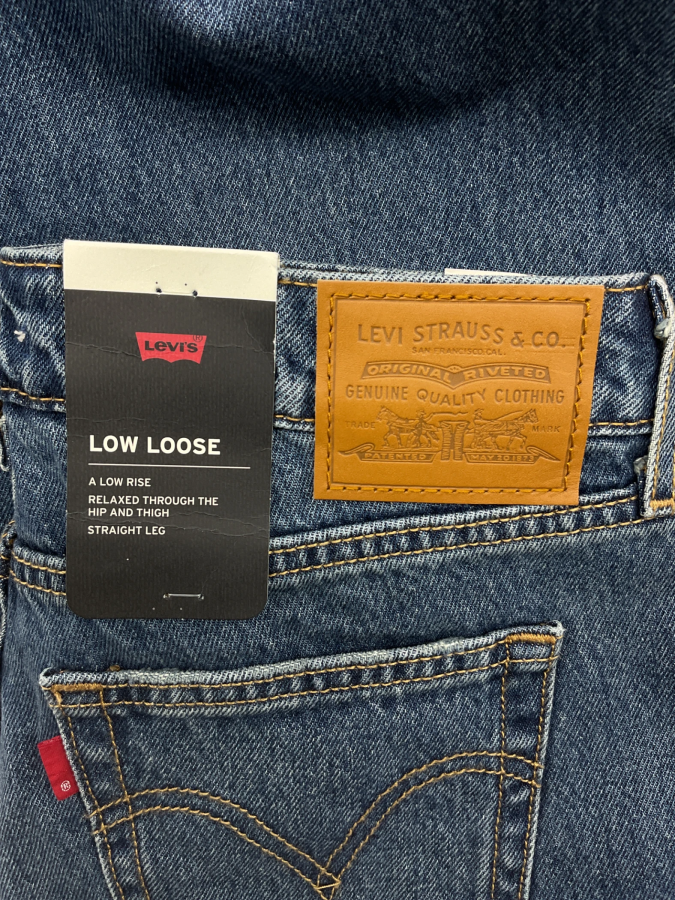 Levi's
LOW LOOSE
A LOW RISE
RELAXED THROUGH THE
HIP AND THIGH
STRAIGHT LEG
LEVI STRAUSS & CO.
SAN FRANCISCO, CAL.
ORIGINAL RIVETED
GENUINE QUALITY CLOTHING
TRADE MARK
PATENTED MAY 20 1873
®